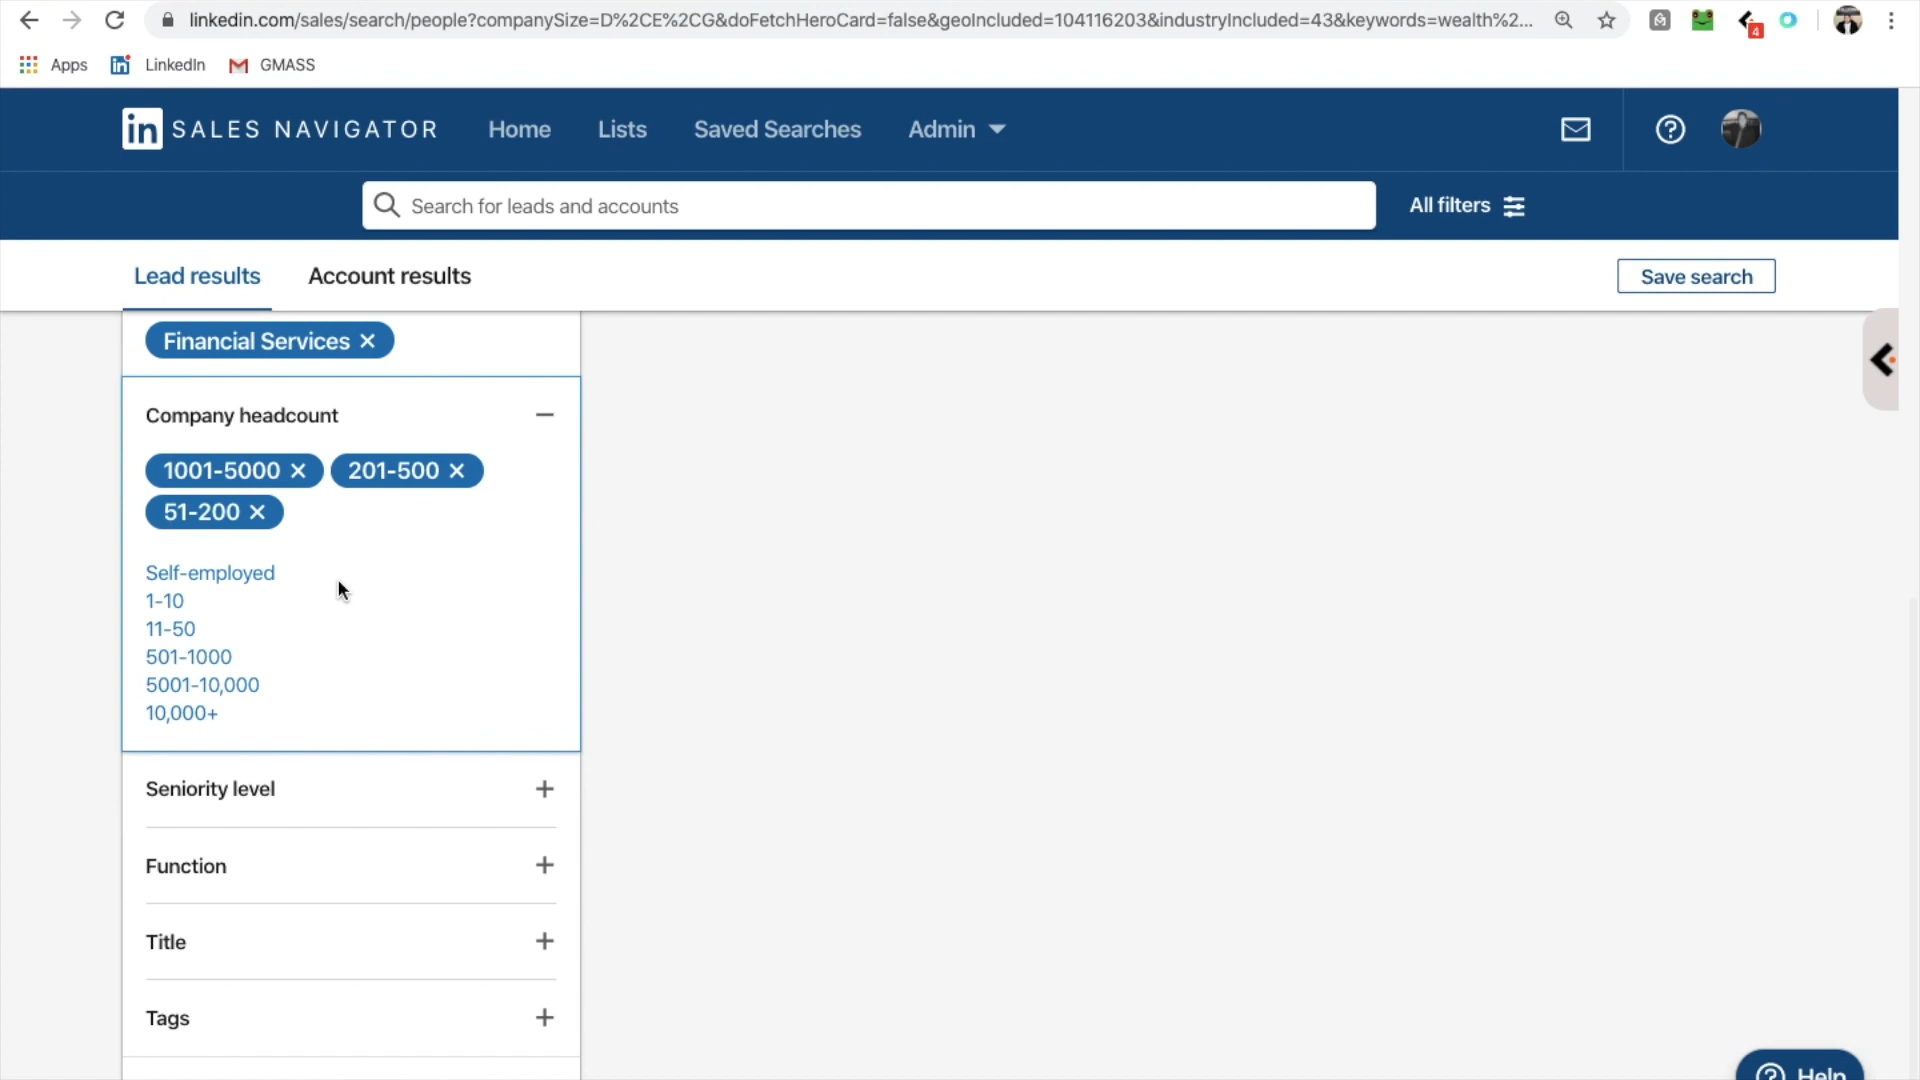 linkedin.com/sales/search/people?companySize=D%2CE%2CG&doFetchHeroCard=false&geoIncluded=104116203&industryIncluded=43&keywords=wealth%2...
4
Apps LinkedIn GMASS
in SALES NAVIGATOR Home Lists Saved Searches Admin
Search for leads and accounts All filters
Lead results Account results Save search
Financial Services ×
Company headcount
1001-5000 × 201-500 ×
51-200 ×
Self-employed
1-10
11-50
501-1000
5001-10,000
10,000+
Seniority level
Function
Title
Tags
Help